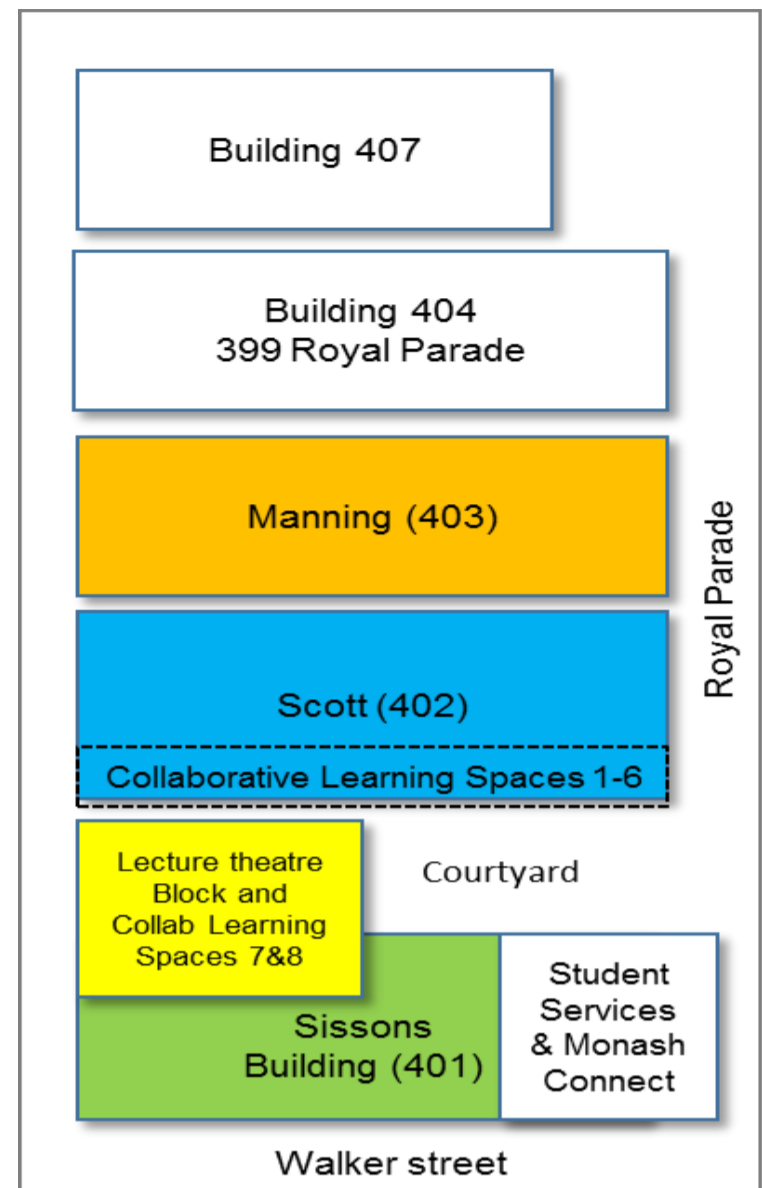 Building 407
Building 404
399 Royal Parade
Manning (403)
Royal Parade
Scott (402)
Collaborative Learning Spaces 1-6
Lecture theatre
Block and
Collab Learning
Spaces 7&8
Courtyard
Sissons
Building (401)
Student
Services
& Monash
Connect
Walker street